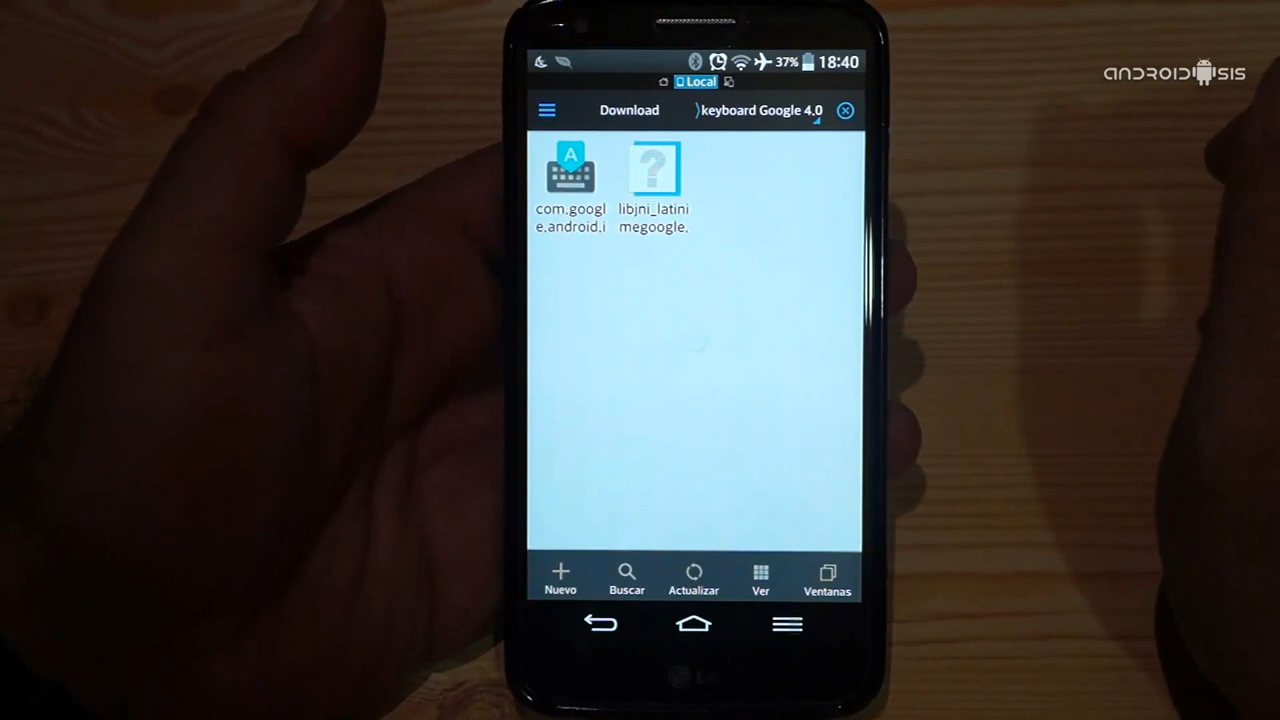 37% 18:40
Local
Download
keyboard Google 4.0
com.googl
e.android.i
libjni_latini
megoogle.
Nuevo
Buscar
Actualizar
Ver
Ventanas
LG
ANDROIDSIS